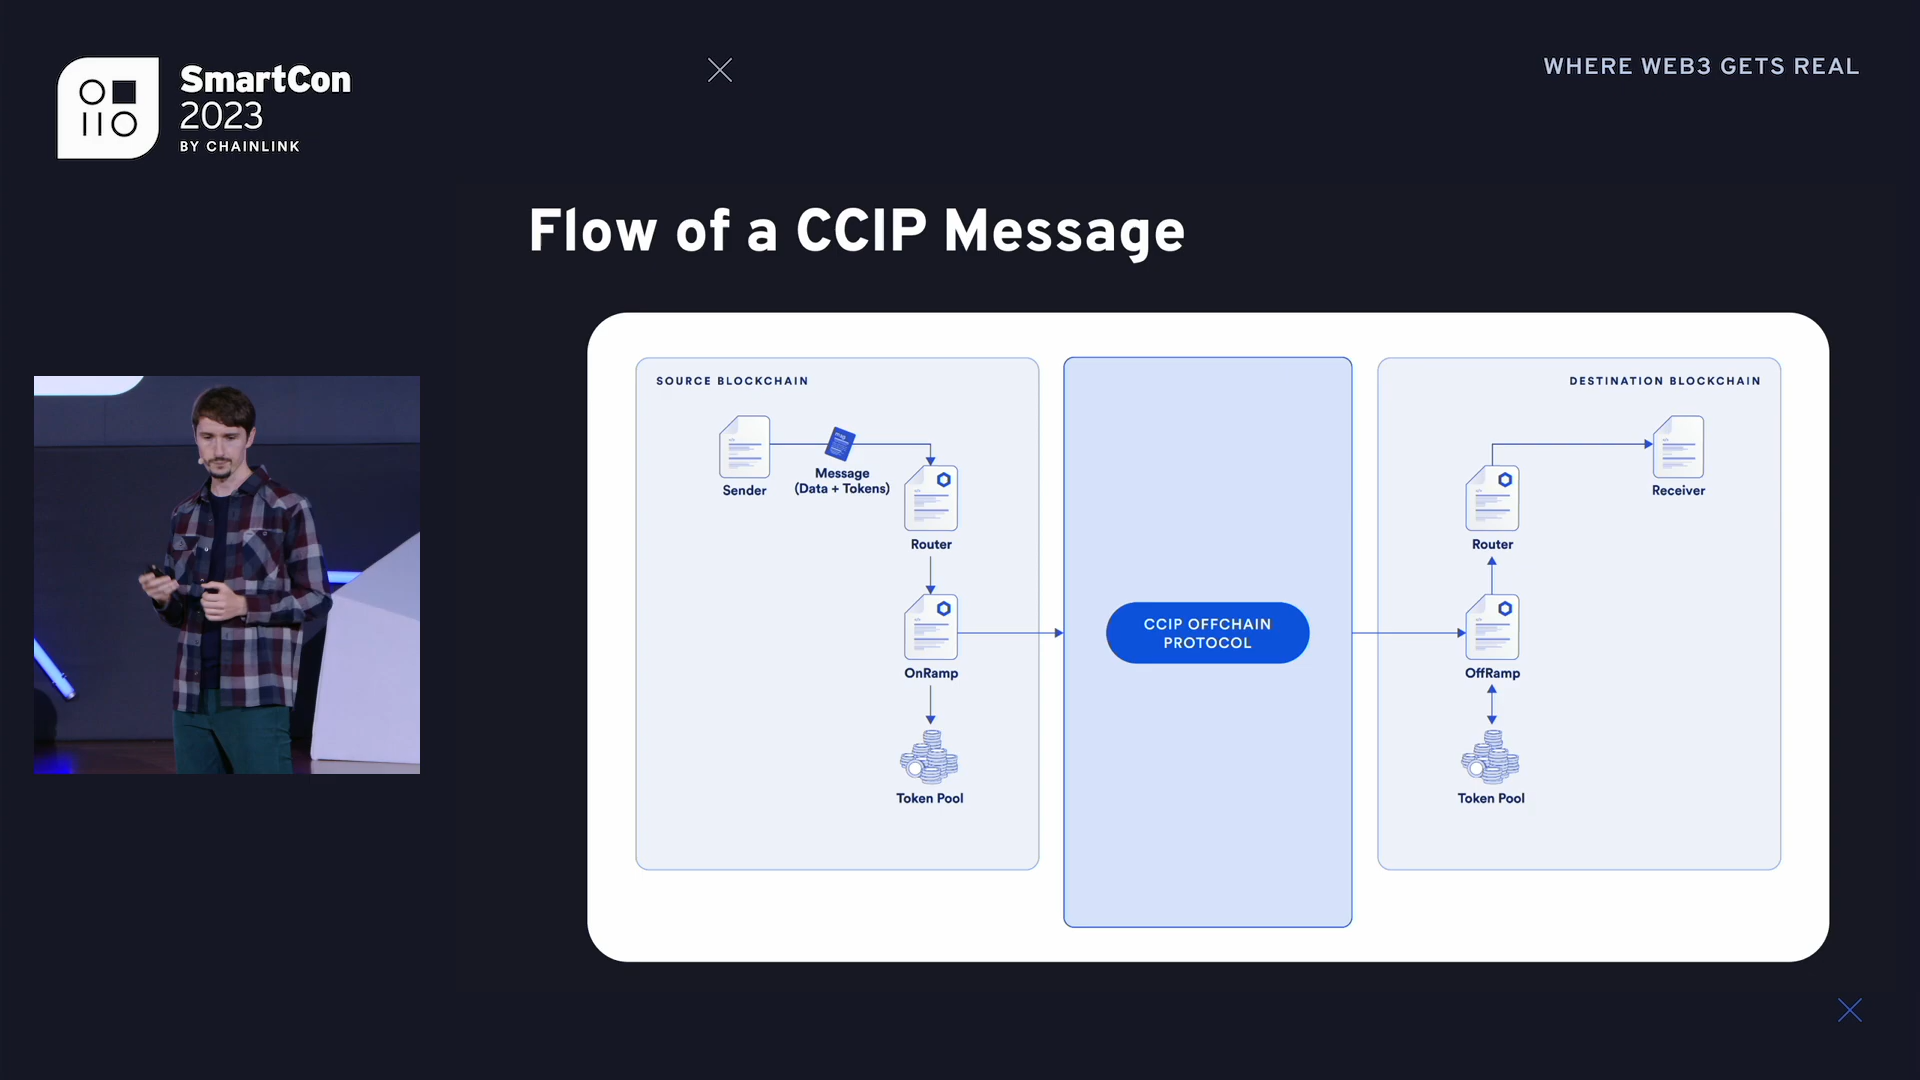 SmartCon
2023
BY CHAINLINK
WHERE WEB3 GETS REAL
Flow of a CCIP Message
SOURCE BLOCKCHAIN
Sender
Message
(Data + Tokens)
Router
OnRamp
Token Pool
CCIP OFFCHAIN
PROTOCOL
DESTINATION BLOCKCHAIN
Receiver
Router
OffRamp
Token Pool